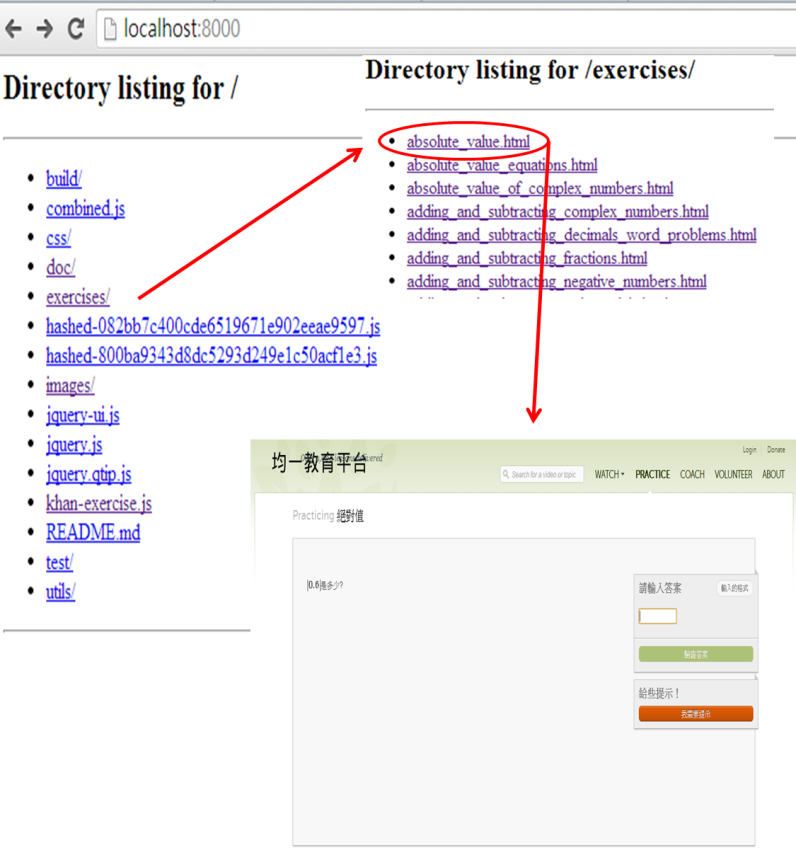 localhost:8000
Directory listing for /
build/
combined.js
css/
doc/
exercises/
hashed-082bb7c400cde6519671e902eeae9597.js
hashed-800ba9343d8dc5293d249e1c50acf1e3.js
images/
jquery-ui.js
jquery.js
jquery.qtip.js
khan-exercise.js
README.md
test/
utils/
Directory listing for /exercises/
absolute_value.html
absolute_value_equations.html
absolute_value_of_complex_numbers.html
adding_and_subtracting_complex_numbers.html
adding_and_subtracting_decimals_word_problems.html
adding_and_subtracting_fractions.html
adding_and_subtracting_negative_numbers.html
Login Donate
均一教育平台
Search for a video or topic WATCH PRACTICE COACH VOLUNTEER ABOUT
Practicing 絕對值
|0.6|是多少?
請輸入答案 輸入的格式
檢查答案
給些提示！
我需要提示